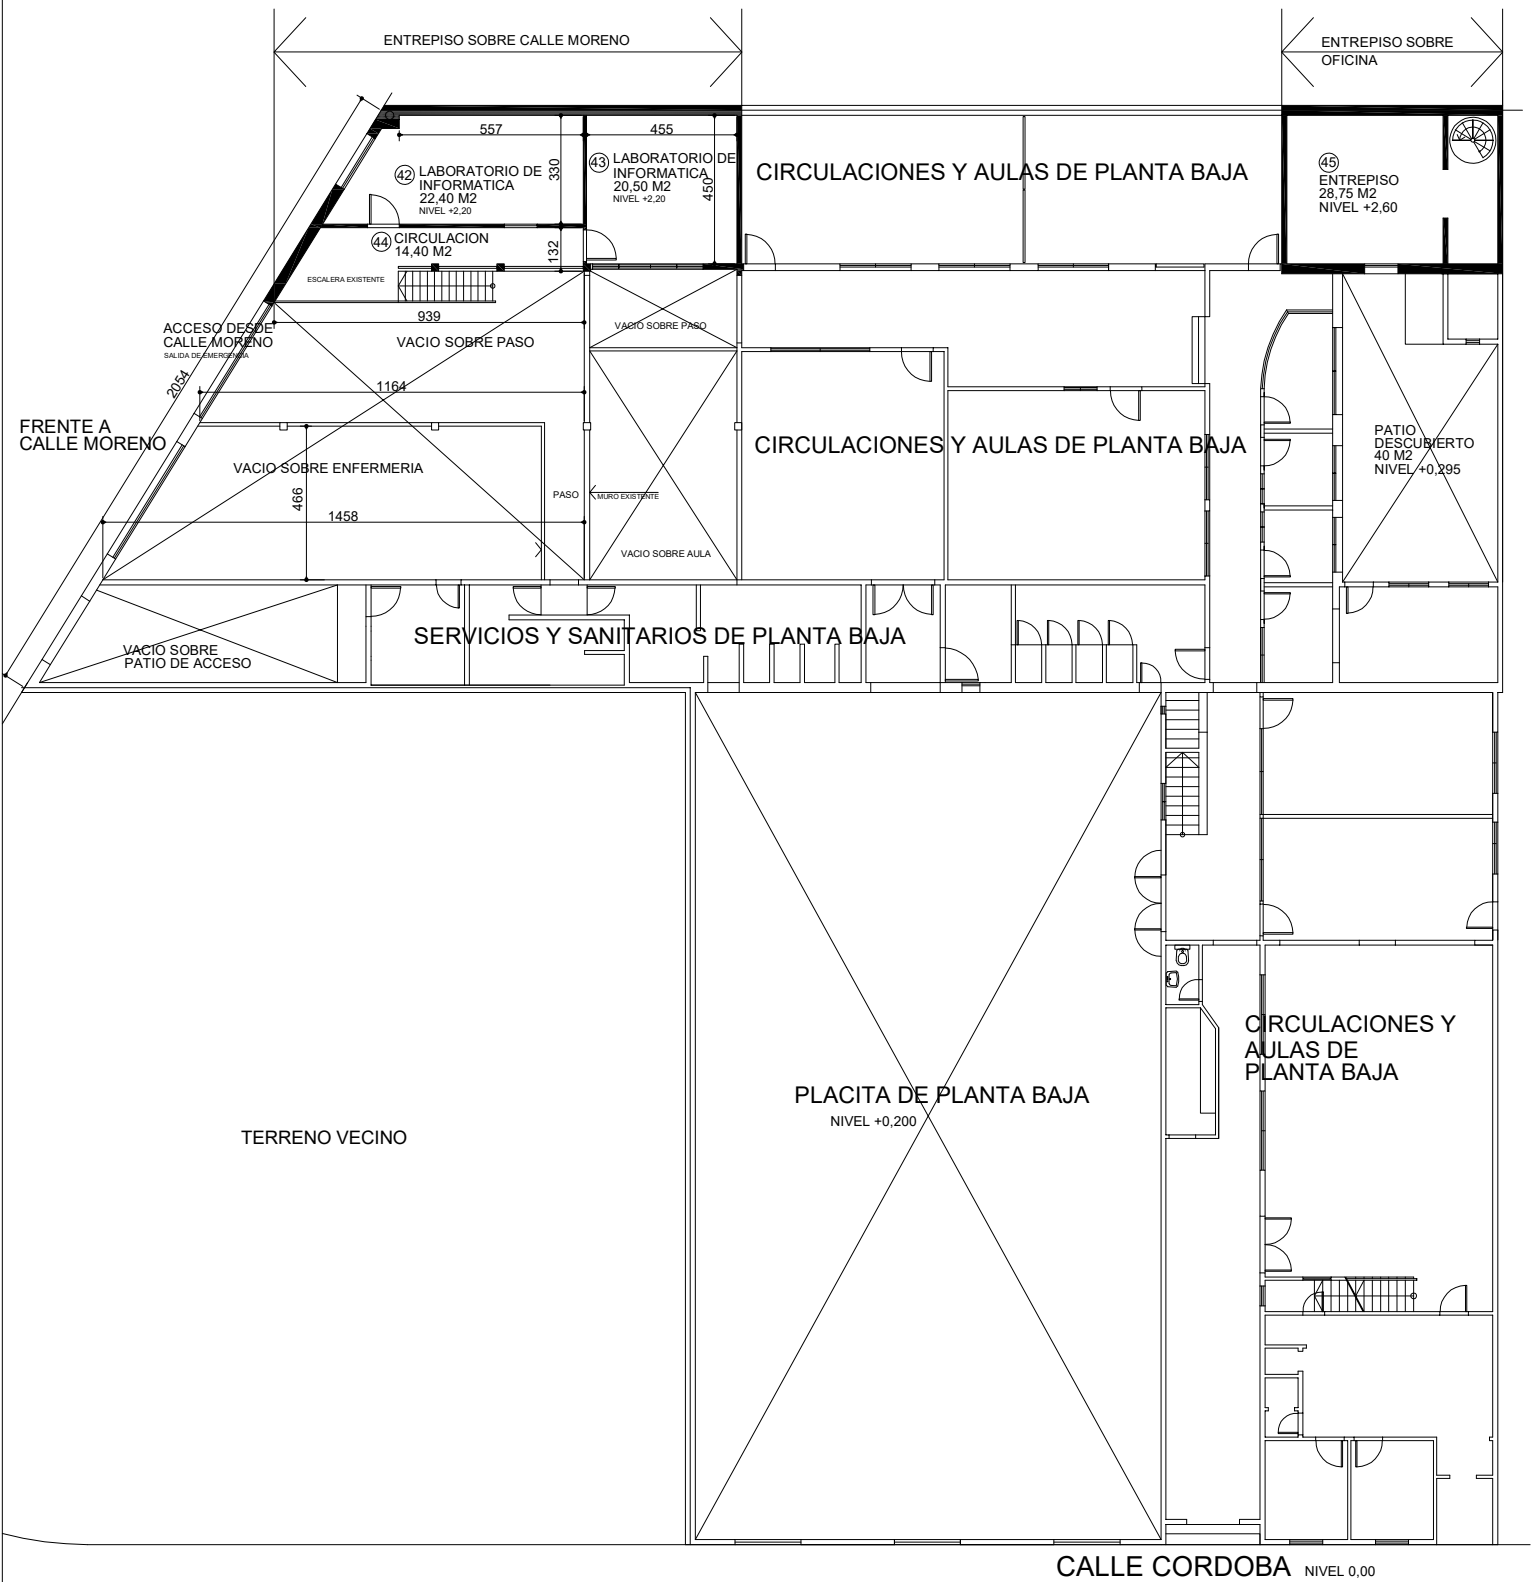 ENTREPISO SOBRE CALLE MORENO
ENTREPISO SOBRE
OFICINA
557
455
42 LABORATORIO DE
INFORMATICA
22,40 M2
NIVEL +2,20
330
43 LABORATORIO DE
INFORMATICA
20,50 M2
NIVEL +2,20
450
CIRCULACIONES Y AULAS DE PLANTA BAJA
45
ENTREPISO
28,75 M2
NIVEL +2,60
44 CIRCULACION
14,40 M2
132
ESCALERA EXISTENTE
939
ACCESO DESDE
CALLE MORENO
SALIDA DE EMERGENCIA
VACIO SOBRE PASO
VACIO SOBRE PASO
2054
1164
FRENTE A
CALLE MORENO
VACIO SOBRE ENFERMERIA
466
1458
PASO
MURO EXISTENTE
VACIO SOBRE AULA
CIRCULACIONES Y AULAS DE PLANTA BAJA
PATIO
DESCUBIERTO
40 M2
NIVEL +0,295
VACIO SOBRE
PATIO DE ACCESO
SERVICIOS Y SANITARIOS DE PLANTA BAJA
CIRCULACIONES Y
AULAS DE
PLANTA BAJA
PLACITA DE PLANTA BAJA
NIVEL +0,200
TERRENO VECINO
CALLE CORDOBA NIVEL 0,00